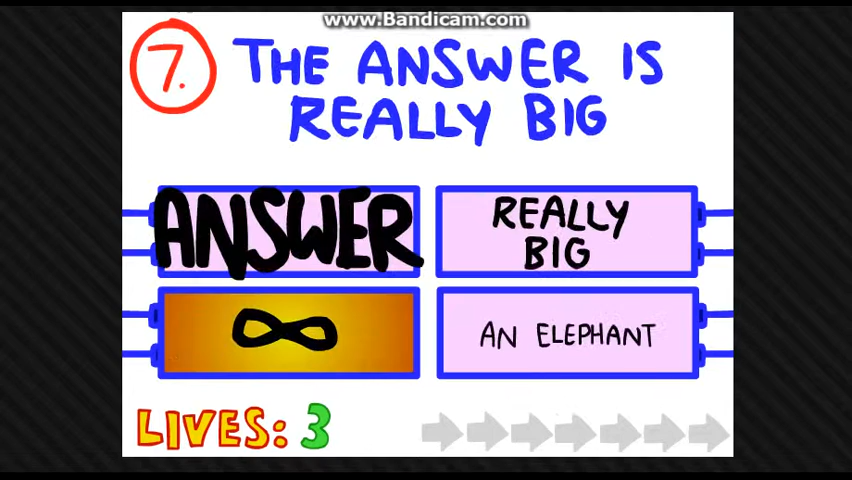 www.Bandicam.com
7.
THE ANSWER IS
REALLY BIG
ANSWER
REALLY
BIG
∞
AN ELEPHANT
LIVES: 3